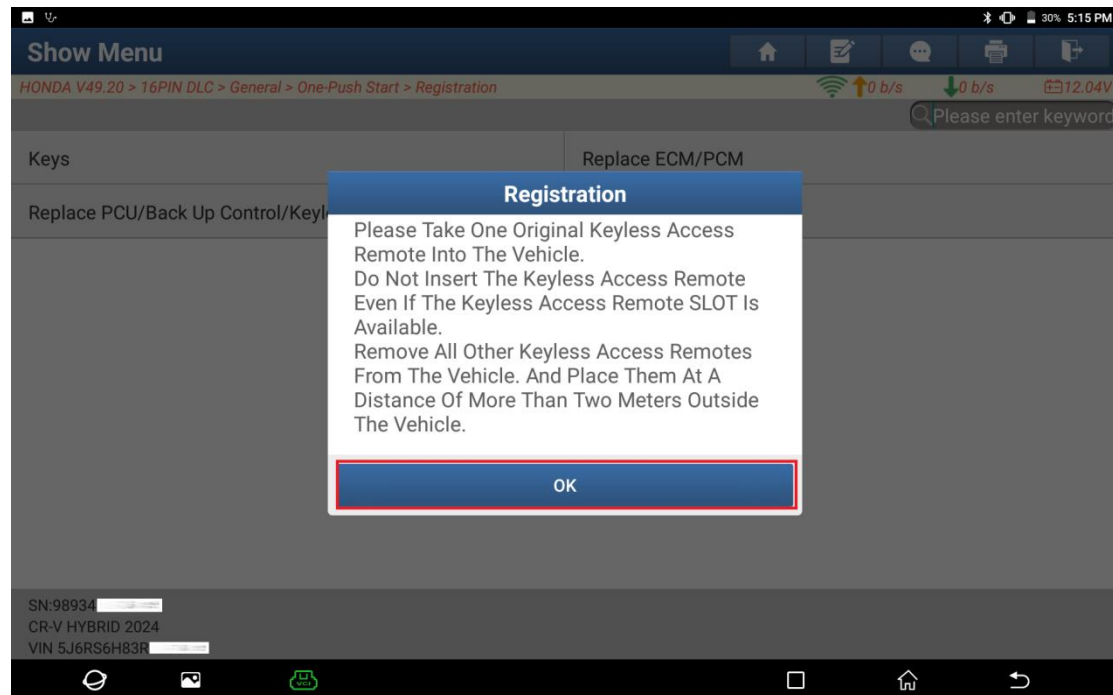 30% 5:15 PM
Show Menu
HONDA V49.20 > 16PIN DLC > General > One-Push Start > Registration
0 b/s
0 b/s
12.04V
Please enter keyword
Keys
Replace ECM/PCM
Replace PCU/Back Up Control/Keyl
Registration
Please Take One Original Keyless Access
Remote Into The Vehicle.
Do Not Insert The Keyless Access Remote
Even If The Keyless Access Remote SLOT Is
Available.
Remove All Other Keyless Access Remotes
From The Vehicle. And Place Them At A
Distance Of More Than Two Meters Outside
The Vehicle.
OK
SN:98934
CR-V HYBRID 2024
VIN 5J6RS6H83R
VCI